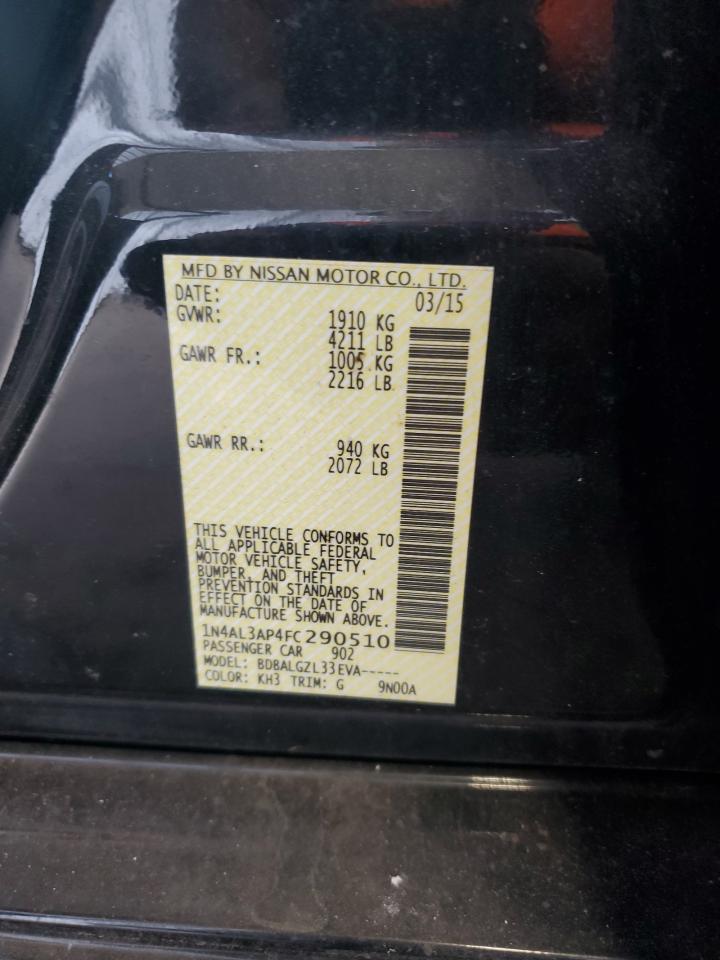 MFD BY NISSAN MOTOR CO., LTD.
DATE: 03/15
GVWR: 1910 KG
4211 LB
GAWR FR.: 1005 KG
2216 LB
GAWR RR.: 940 KG
2072 LB
THIS VEHICLE CONFORMS TO
ALL APPLICABLE FEDERAL
MOTOR VEHICLE SAFETY,
BUMPER, AND THEFT
PREVENTION STANDARDS IN
EFFECT ON THE DATE OF
MANUFACTURE SHOWN ABOVE.
1N4AL3AP4FC290510
PASSENGER CAR 902
MODEL: BDBALGZL33EVA-----
COLOR: KH3 TRIM: G 9N00A